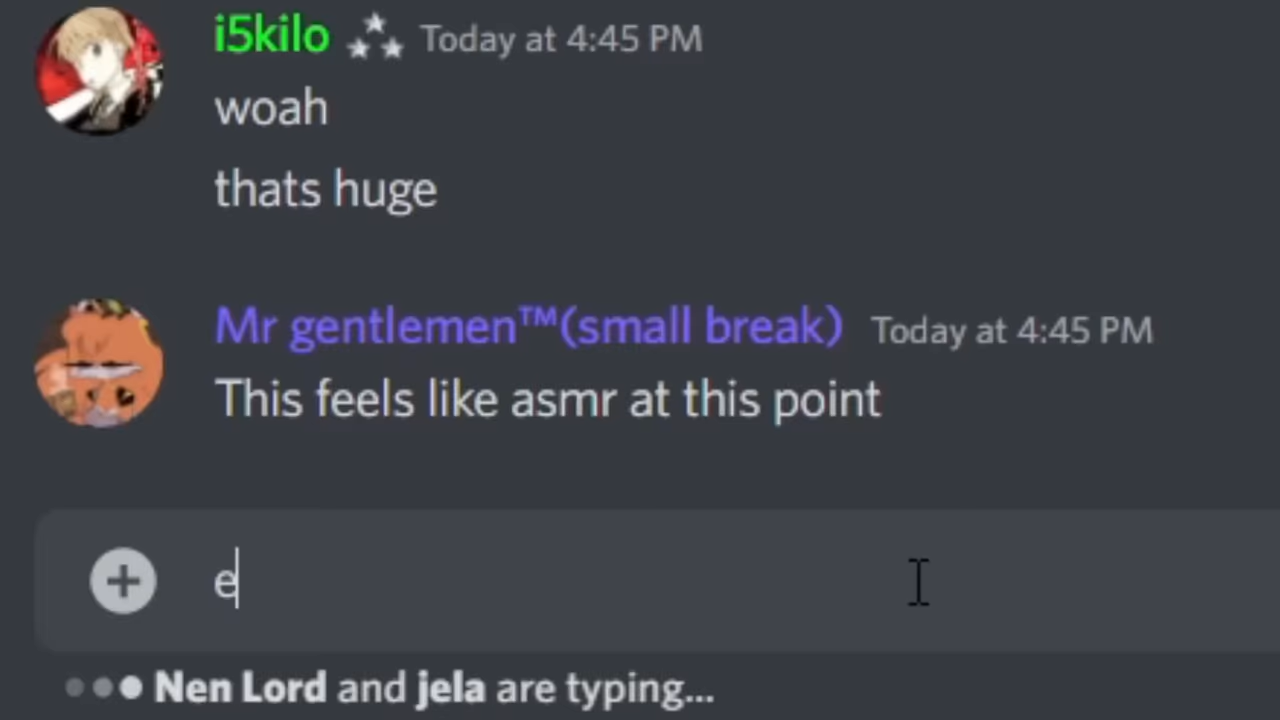 i5kilo Today at 4:45 PM
woah
thats huge
Mr gentlemen™(small break) Today at 4:45 PM
This feels like asmr at this point
e
Nen Lord and jela are typing...